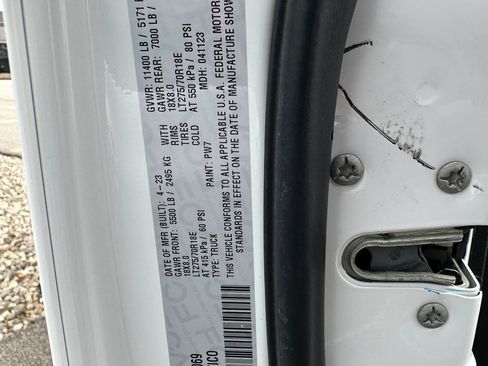 DATE OF MFR (BUILT): 4-23 GVWR: 11400 LB / 5171
GAWR FRONT: 5500 LB / 2495 KG WITH GAWR REAR: 7000 LB
18X8.0 RIMS 18X8.0
LT275/70R18E TIRES LT275/70R18E
AT 415 kPa / 60 PSI COLD AT 550 kPa / 80 PSI
TYPE: TRUCK PAINT: PW7 MDH: 041123
THIS VEHICLE CONFORMS TO ALL APPLICABLE U.S.A. FEDERAL MOTOR
STANDARDS IN EFFECT ON THE DATE OF MANUFACTURE SHOW
069
XICO